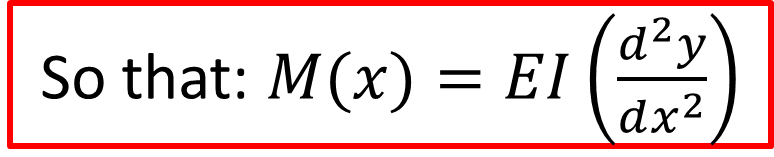 So that: 𝑀(𝑥) = 𝐸𝐼 (𝑑²𝑦/𝑑𝑥²)